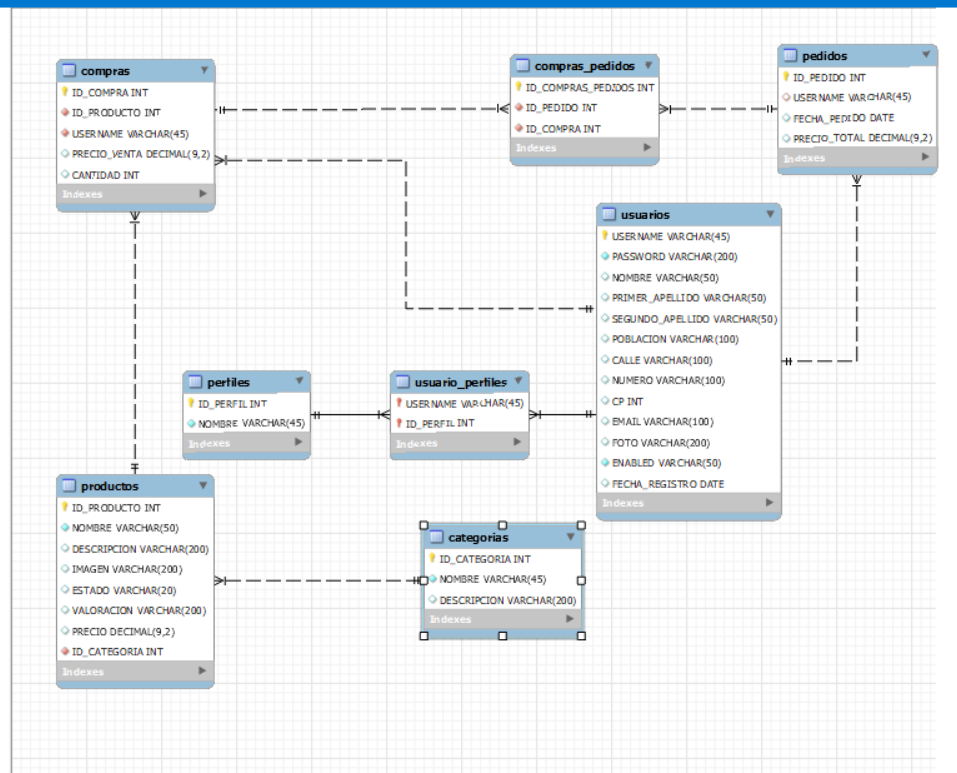 compras
ID_COMPRA INT
ID_PRODUCTO INT
USERNAME VARCHAR(45)
PRECIO_VENTA DECIMAL(9,2)
CANTIDAD INT
Indexes
compras_pedidos
ID_COMPRAS_PEDIDOS INT
ID_PEDIDO INT
ID_COMPRA INT
Indexes
pedidos
ID_PEDIDO INT
USERNAME VARCHAR(45)
FECHA_PEDIDO DATE
PRECIO_TOTAL DECIMAL(9,2)
Indexes
usuarios
USERNAME VARCHAR(45)
PASSWORD VARCHAR(200)
NOMBRE VARCHAR(50)
PRIMER_APELLIDO VARCHAR(50)
SEGUNDO_APELLIDO VARCHAR(50)
POBLACION VARCHAR(100)
CALLE VARCHAR(100)
NUMERO VARCHAR(100)
CP INT
EMAIL VARCHAR(100)
FOTO VARCHAR(200)
ENABLED VARCHAR(50)
FECHA_REGISTRO DATE
Indexes
perfiles
ID_PERFIL INT
NOMBRE VARCHAR(45)
Indexes
usuario_perfiles
USERNAME VARCHAR(45)
ID_PERFIL INT
Indexes
productos
ID_PRODUCTO INT
NOMBRE VARCHAR(50)
DESCRIPCION VARCHAR(200)
IMAGEN VARCHAR(200)
ESTADO VARCHAR(20)
VALORACION VARCHAR(200)
PRECIO DECIMAL(9,2)
ID_CATEGORIA INT
Indexes
categorias
ID_CATEGORIA INT
NOMBRE VARCHAR(45)
DESCRIPCION VARCHAR(200)
Indexes